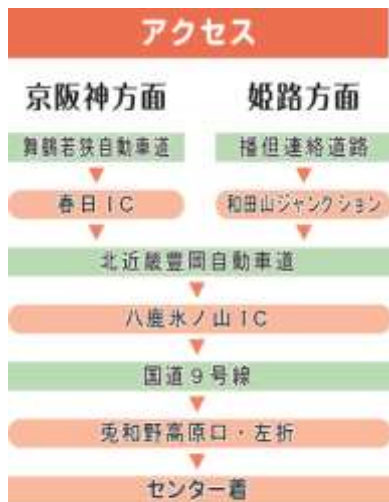 アクセス
京阪神方面 姫路方面
舞鶴若狭自動車道 播但連絡道路
春日IC 和田山ジャンクション
北近畿豊岡自動車道
八鹿氷ノ山IC
国道9号線
兎和野高原口・左折
センター着